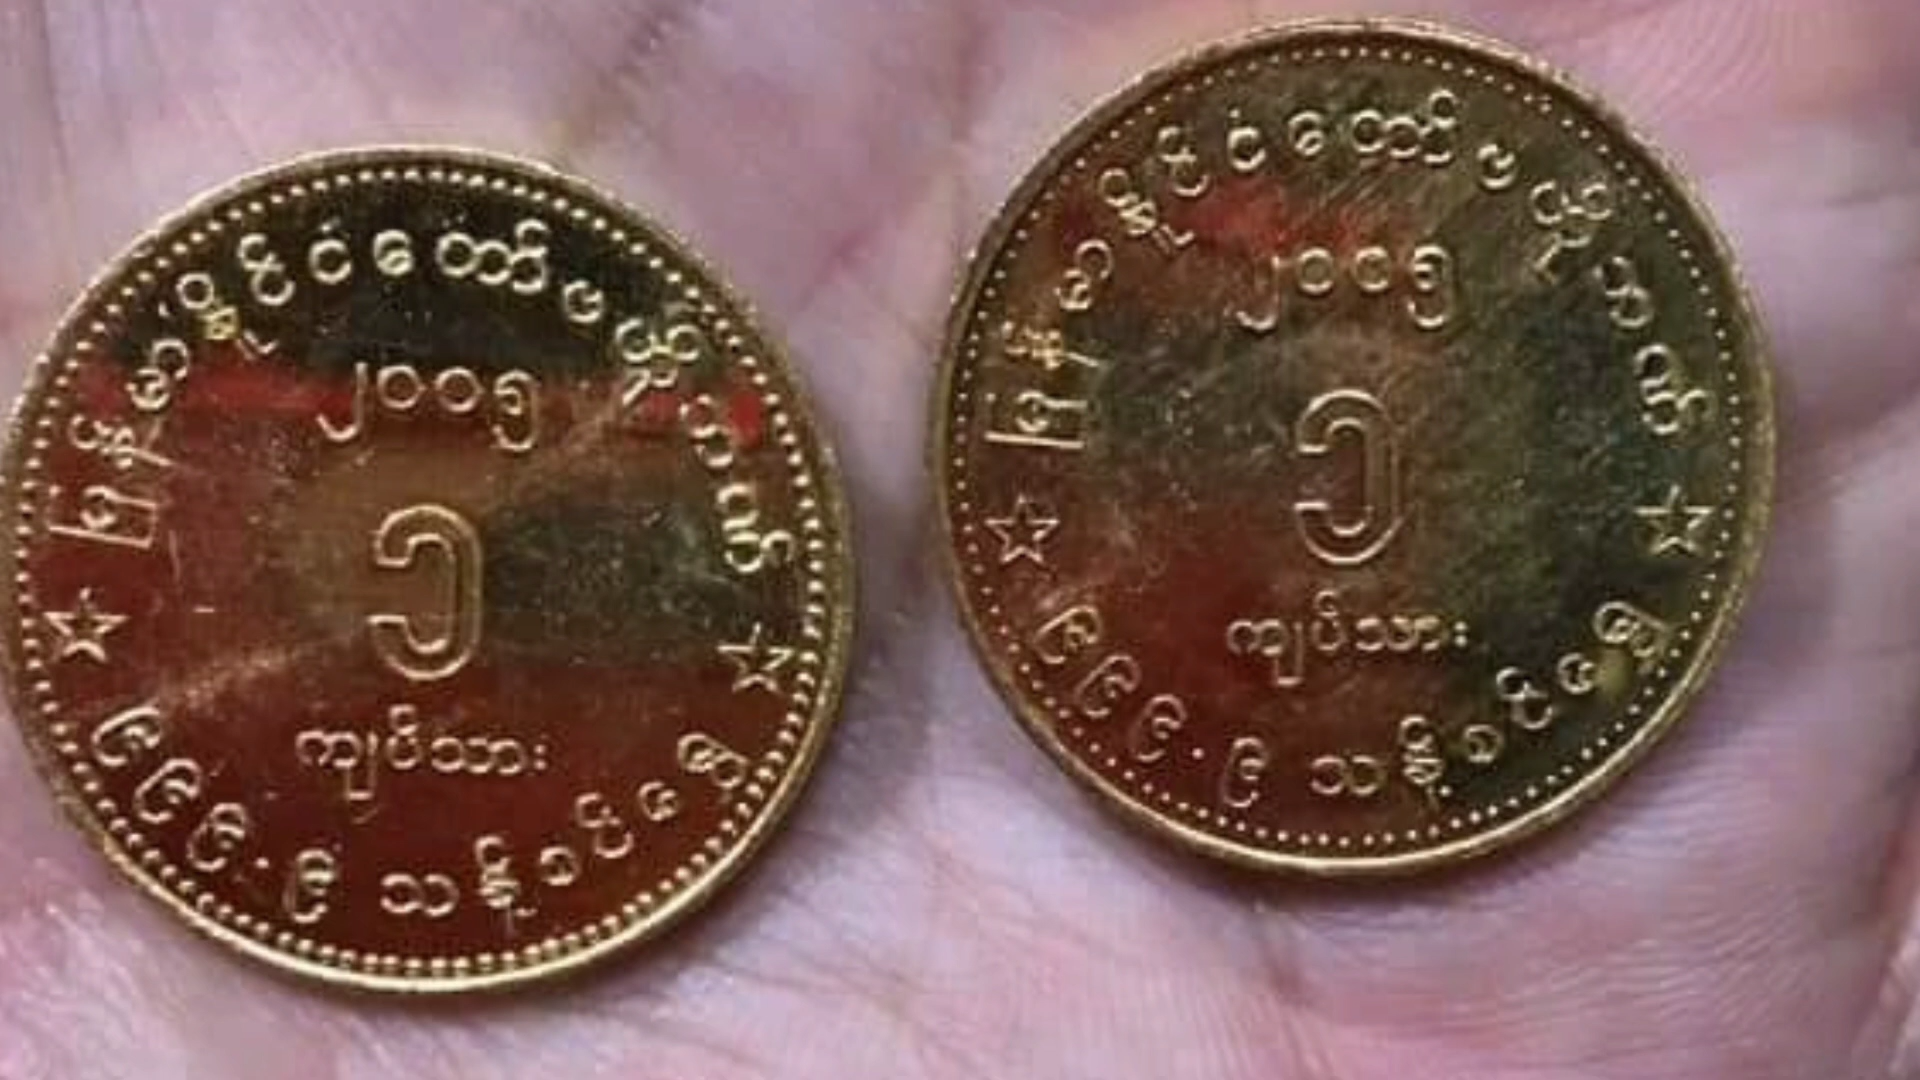 မြန်မာနိုင်ငံတော်ဗဟိုဘဏ်
၂၀၀၅
၁
ကျပ်သား
၉၉၉.၉ သန့်စင်ရွှေ
မြန်မာနိုင်ငံတော်ဗဟိုဘဏ်
၂၀၀၅
၁
ကျပ်သား
၉၉၉.၉ သန့်စင်ရွှေ